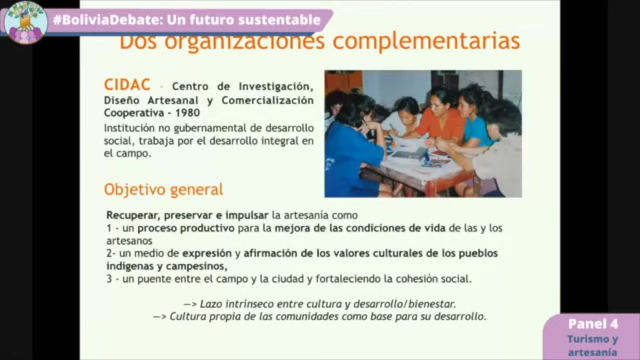 #BoliviaDebate: Un futuro sustentable
Dos organizaciones complementarias
CIDAC - Centro de Investigación,
Diseño Artesanal y Comercialización
Cooperativa - 1980
Institución no gubernamental de desarrollo
social, trabaja por el desarrollo integral en
el campo.
Objetivo general
Recuperar, preservar e impulsar la artesanía como
1 - un proceso productivo para la mejora de las condiciones de vida de las y los
artesanos
2- un medio de expresión y afirmación de los valores culturales de los pueblos
indígenas y campesinos,
3 - un puente entre el campo y la ciudad y fortaleciendo la cohesión social.
—> Lazo intrínseco entre cultura y desarrollo/bienestar.
—> Cultura propia de las comunidades como base para su desarrollo.
Panel 4
Turismo y
artesanía